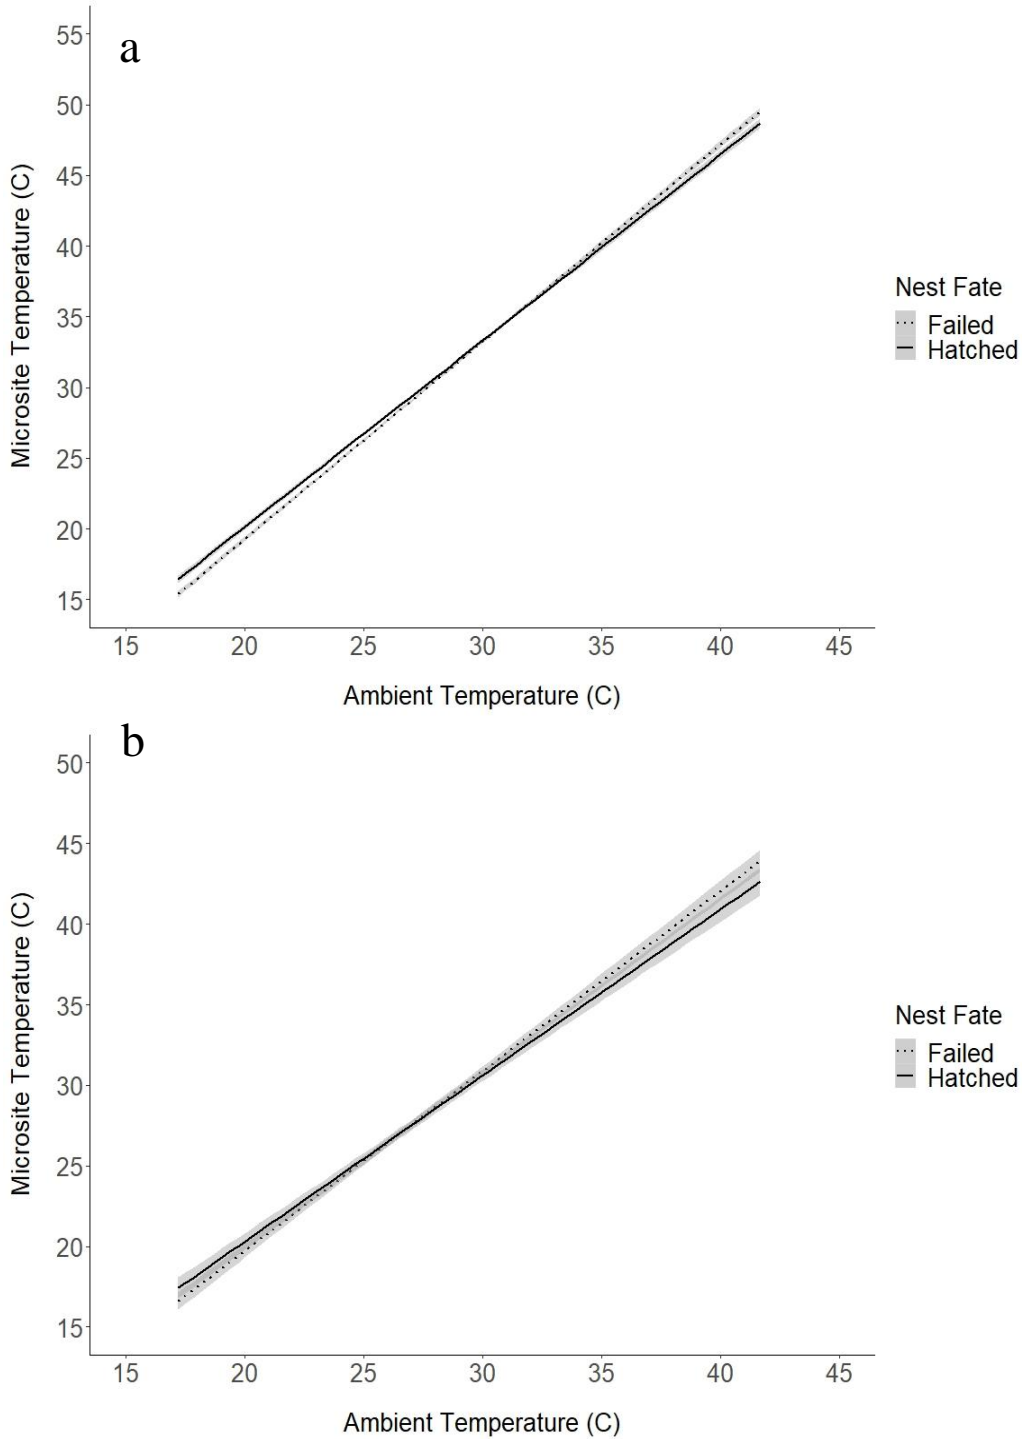 a
55
50
45
40
35
30
25
20
15
Microsite Temperature (C)
15 20 25 30 35 40 45
Ambient Temperature (C)
Nest Fate
Failed
Hatched
b
50
45
40
35
30
25
20
15
Microsite Temperature (C)
15 20 25 30 35 40 45
Ambient Temperature (C)
Nest Fate
Failed
Hatched